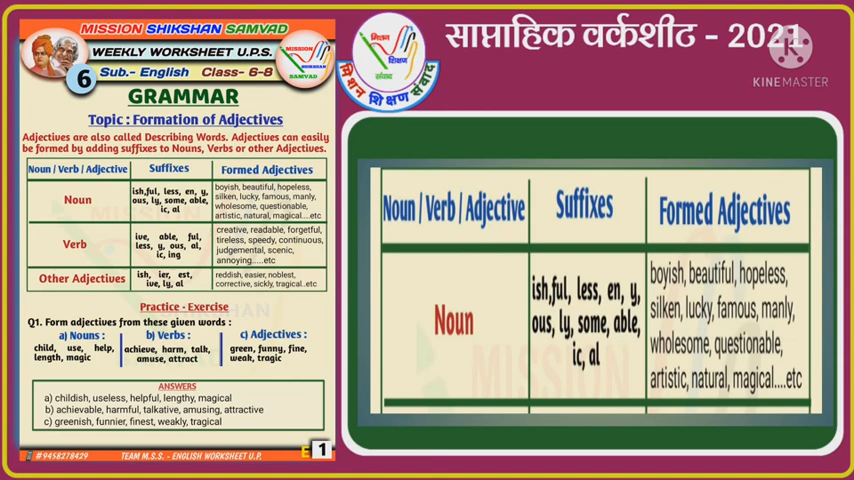 MISSION SHIKSHAN SAMVAD
WEEKLY WORKSHEET U.P.S.
6
Sub.- English Class- 6-8
MISSION
SHIKSHAN
SAMVAD
GRAMMAR
Topic : Formation of Adjectives
Adjectives are also called Describing Words. Adjectives can easily
be formed by adding suffixes to Nouns, Verbs or other Adjectives.
Noun / Verb / Adjective Suffixes Formed Adjectives
Noun
ish,ful, less, en, y,
ous, ly, some, able,
ic, al
boyish, beautiful, hopeless,
silken, lucky, famous, manly,
wholesome, questionable,
artistic, natural, magical....etc
Verb
ive, able, ful,
less, y, ous, al,
ic, ing
creative, readable, forgetful,
tireless, speedy, continuous,
judgemental, scenic,
annoying.....etc
Other Adjectives
ish, ier, est,
ive, ly, al
reddish, easier, noblest,
corrective, sickly, tragical..etc
Practice - Exercise
Q1. Form adjectives from these given words :
a) Nouns :
child, use, help,
length, magic
b) Verbs :
achieve, harm, talk,
amuse, attract
c) Adjectives :
green, funny, fine,
weak, tragic
ANSWERS
a) childish, useless, helpful, lengthy, magical
b) achievable, harmful, talkative, amusing, attractive
c) greenish, funnier, finest, weakly, tragical
#9458278429 TEAM M.S.S. - ENGLISH WORKSHEET U.P.
1
मिशन
शिक्षण
संवाद
मिशन शिक्षण संवाद
साप्ताहिक वर्कशीट - 2021
KINEMASTER
Noun / Verb / Adjective Suffixes Formed Adjectives
Noun
ish,ful, less, en, y,
ous, ly, some, able,
ic, al
boyish, beautiful, hopeless,
silken, lucky, famous, manly,
wholesome, questionable,
artistic, natural, magical....etc